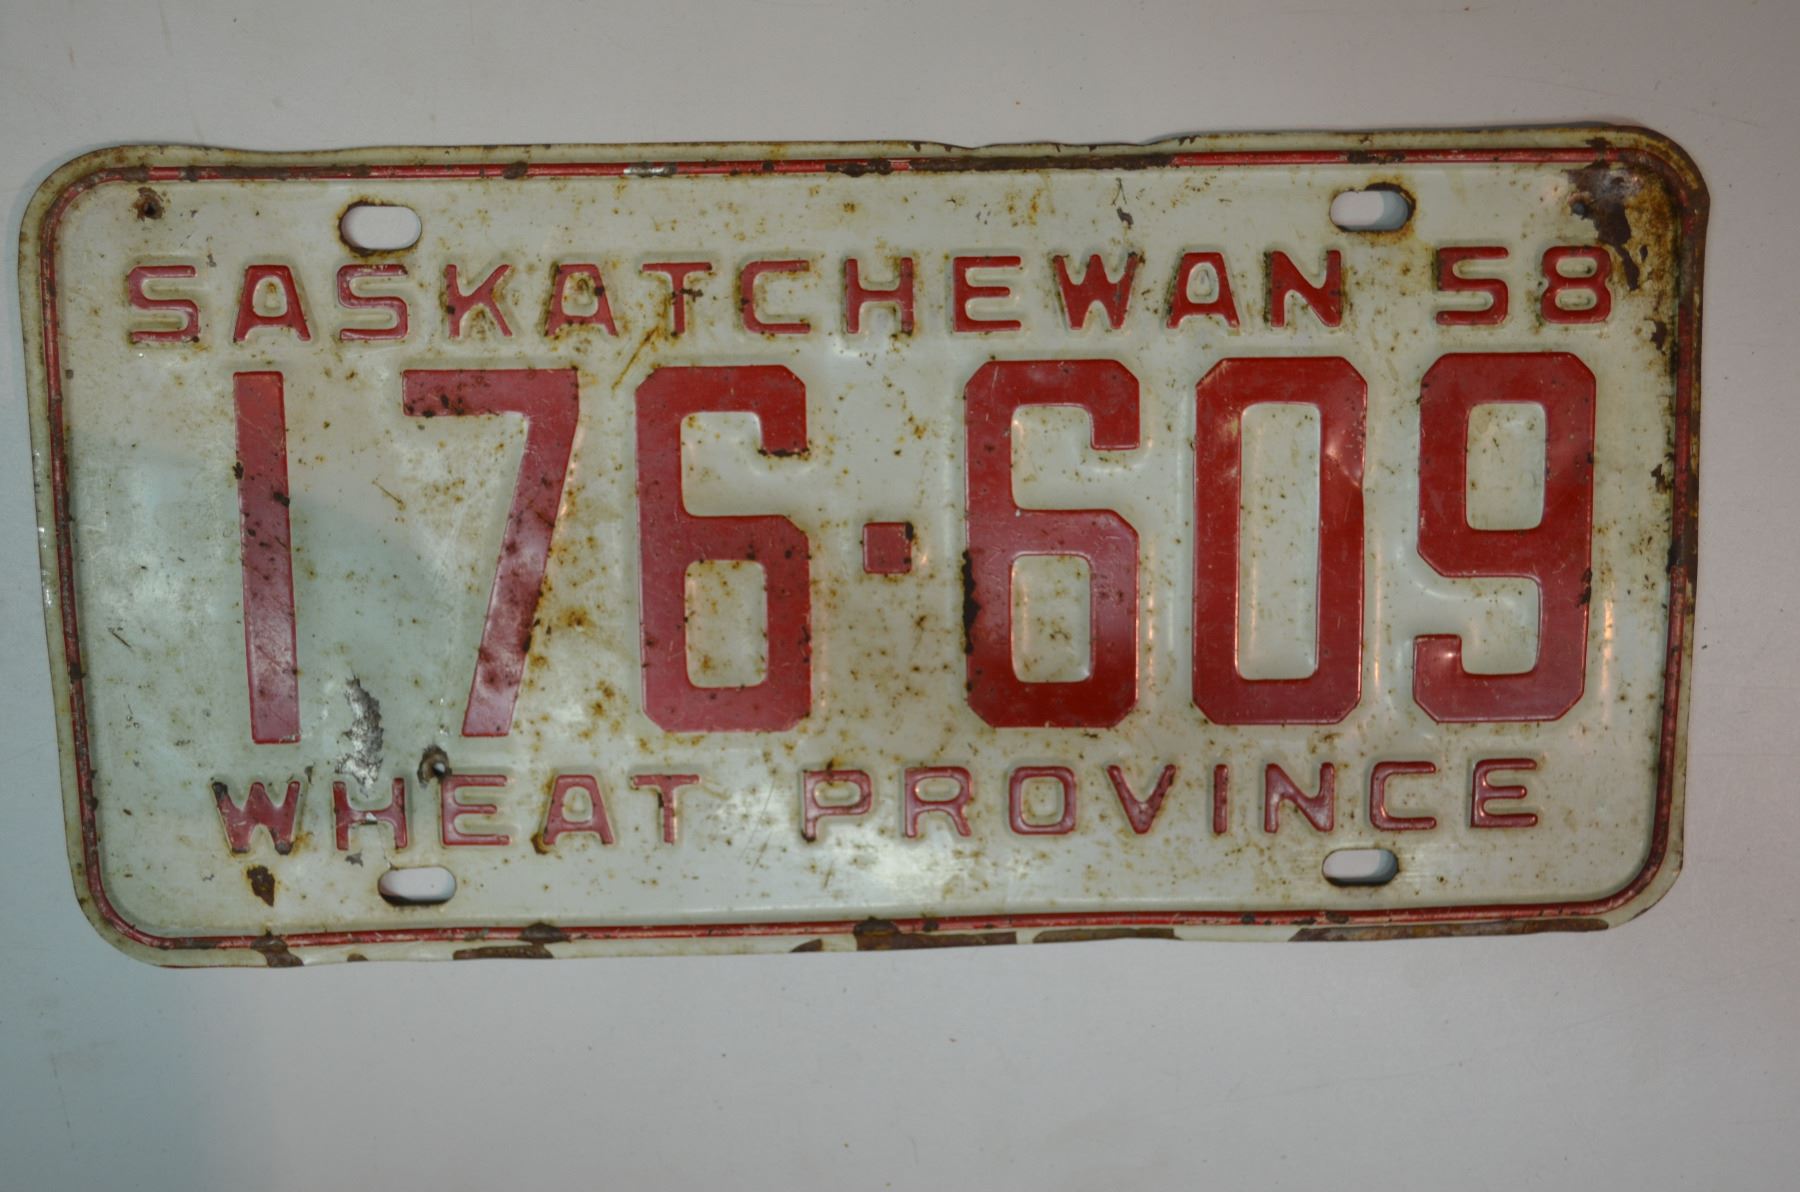 SASKATCHEWAN 58
176·609
WHEAT PROVINCE